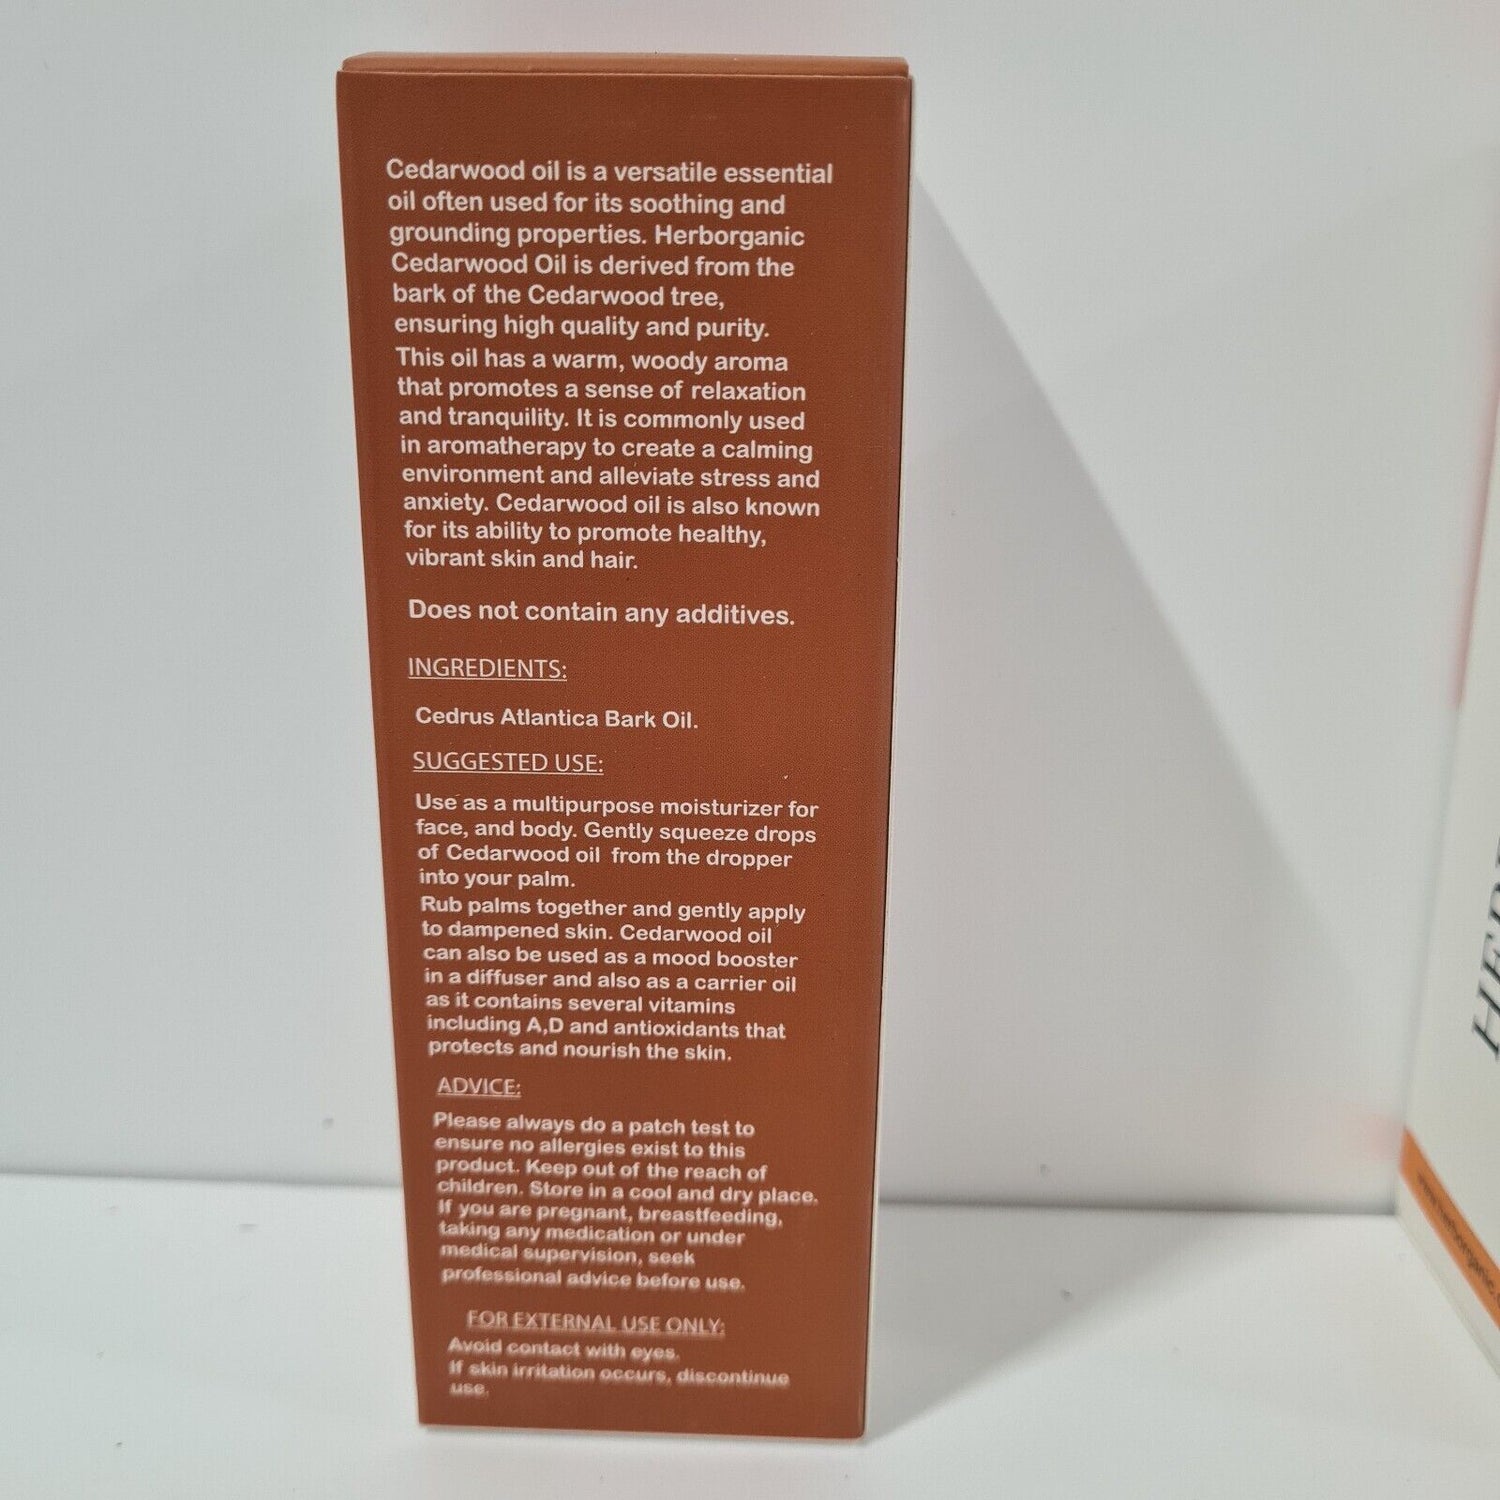 Cedarwood oil is a versatile essential
oil often used for its soothing and
grounding properties. Herborganic
Cedarwood Oil is derived from the
bark of the Cedarwood tree,
ensuring high quality and purity.
This oil has a warm, woody aroma
that promotes a sense of relaxation
and tranquility. It is commonly used
in aromatherapy to create a calming
environment and alleviate stress and
anxiety. Cedarwood oil is also known
for its ability to promote healthy,
vibrant skin and hair.
Does not contain any additives.
INGREDIENTS:
Cedrus Atlantica Bark Oil.
SUGGESTED USE:
Use as a multipurpose moisturizer for
face, and body. Gently squeeze drops
of Cedarwood oil from the dropper
into your palm.
Rub palms together and gently apply
to dampened skin. Cedarwood oil
can also be used as a mood booster
in a diffuser and also as a carrier oil
as it contains several vitamins
including A,D and antioxidants that
protects and nourish the skin.
ADVICE:
Please always do a patch test to
ensure no allergies exist to this
product. Keep out of the reach of
children. Store in a cool and dry place.
If you are pregnant, breastfeeding,
taking any medication or under
medical supervision, seek
professional advice before use.
FOR EXTERNAL USE ONLY:
Avoid contact with eyes.
If skin irritation occurs, discontinue
use.